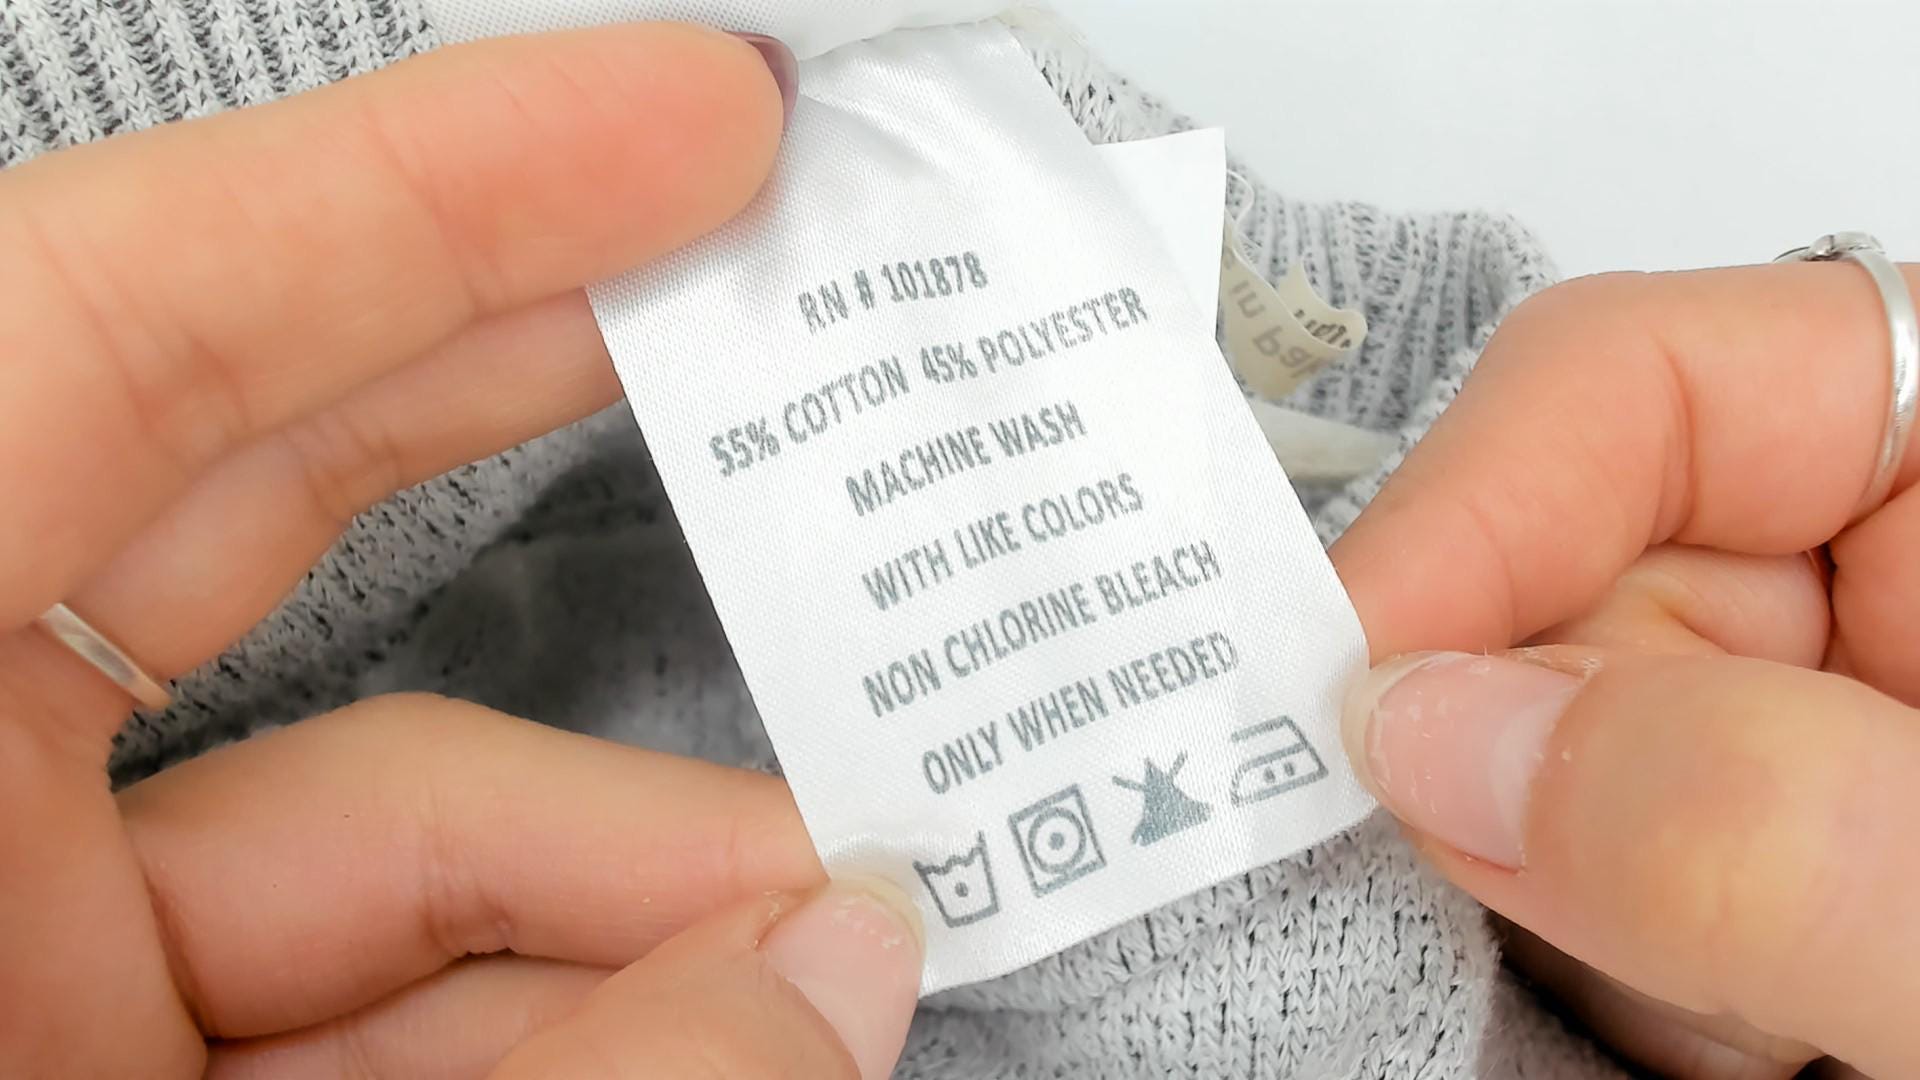 RN # 101878
55% COTTON 45% POLYESTER
MACHINE WASH
WITH LIKE COLORS
NON CHLORINE BLEACH
ONLY WHEN NEEDED